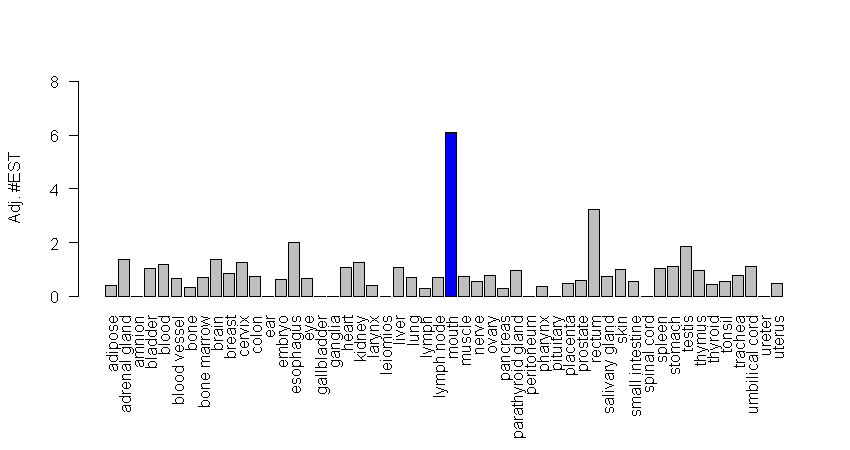 Adj. #EST
8
6
4
2
0
adipose
adrenal gland
amnion
bladder
blood
blood vessel
bone
bone marrow
brain
breast
cervix
colon
ear
embryo
esophagus
eye
gallbladder
ganglia
heart
kidney
larynx
leiomios
liver
lung
lymph
lymph node
mouth
muscle
nerve
ovary
pancreas
parathyroid gland
peritoneum
pharynx
pituitary
placenta
prostate
rectum
salivary gland
skin
small intestine
spinal cord
spleen
stomach
testis
thymus
thyroid
tonsil
trachea
umbilical cord
ureter
uterus